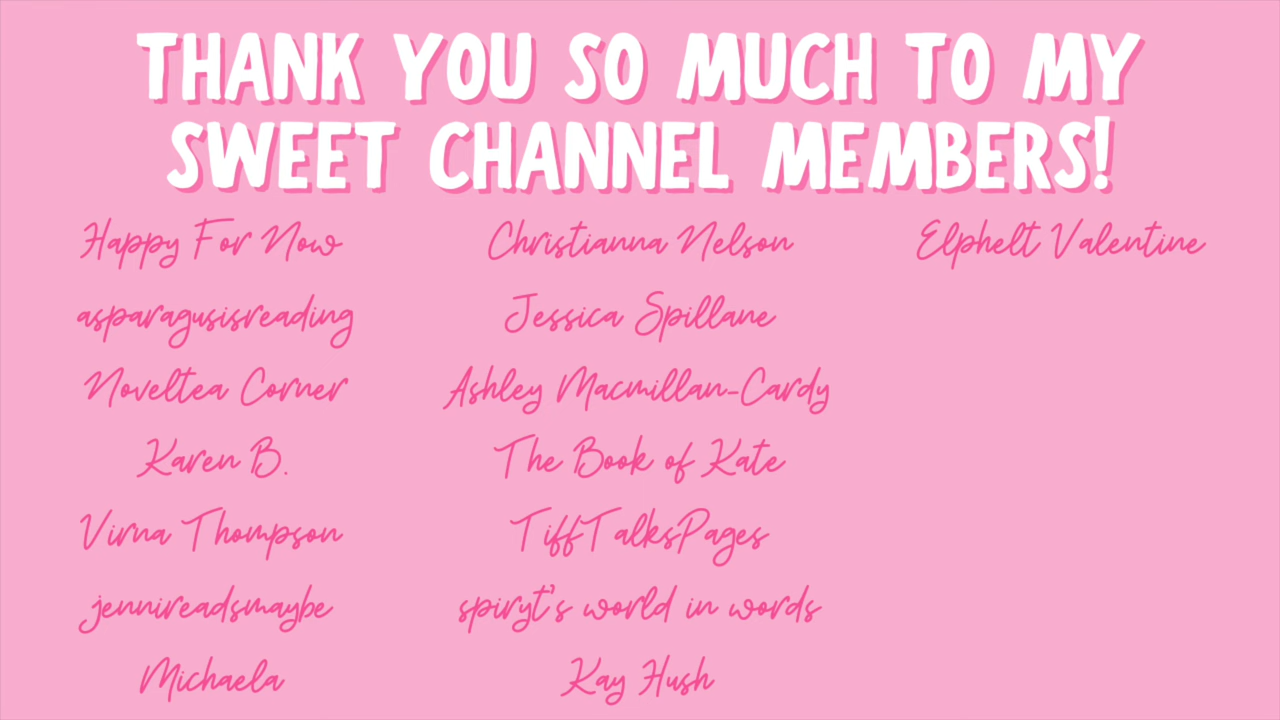 THANK YOU SO MUCH TO MY
SWEET CHANNEL MEMBERS!
Happy For Now
asparagusisreading
Noveltea Corner
Karen B.
Virna Thompson
jennireadsmaybe
Michaela
Christianna Nelson
Jessica Spillane
Ashley Macmillan-Cardy
The Book of Kate
TiffTalksPages
spiryt's world in words
Kay Hush
Elphelt Valentine